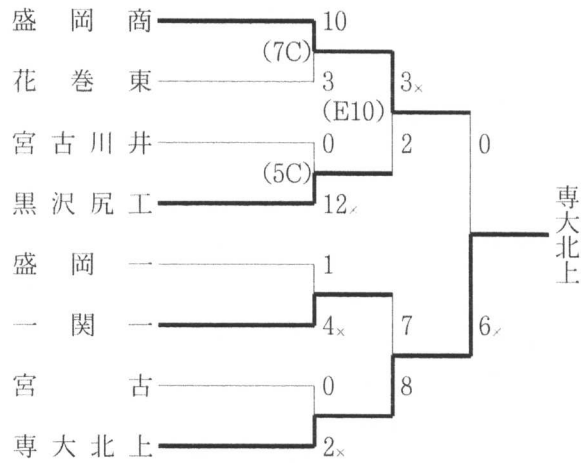 盛岡商 10
(7C)
花巻東 3 3×
(E10)
宮古川井 0 2 0
(5C)
黒沢尻工 12×
専大北上
盛岡一 1
一関一 4× 7 6×
宮古 0 8
専大北上 2×